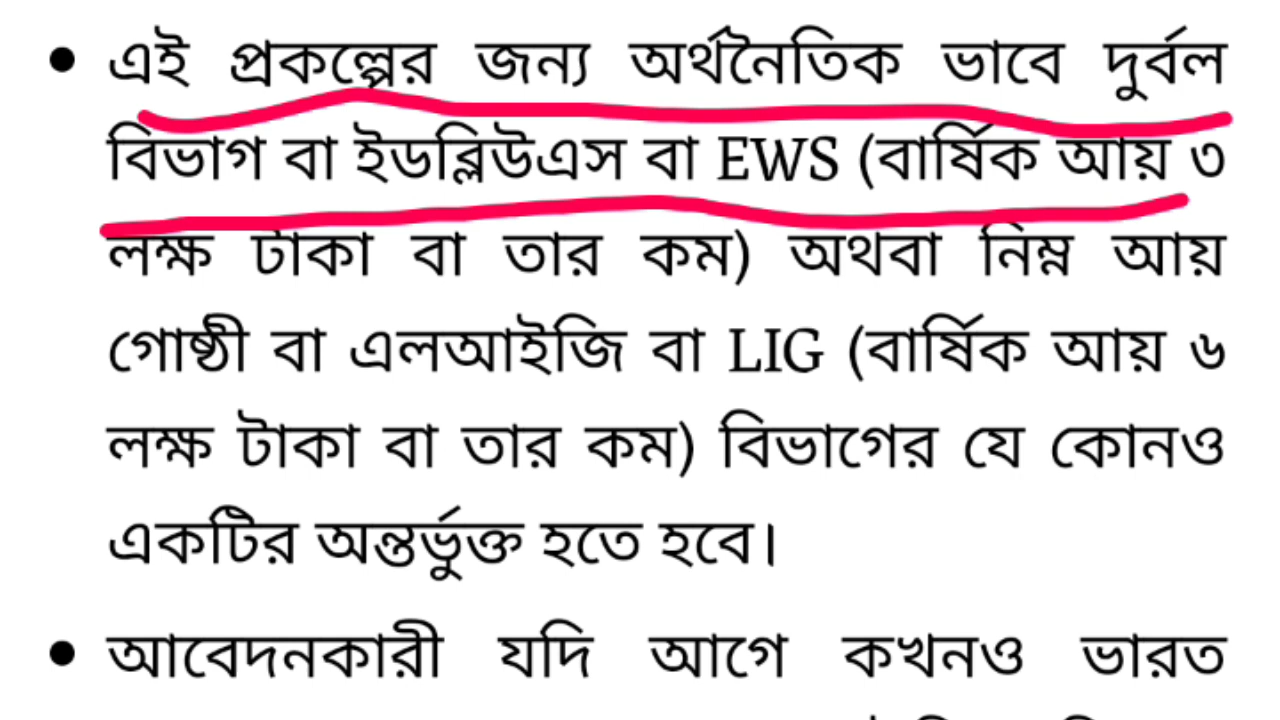 • এই প্রকল্পের জন্য অর্থনৈতিক ভাবে দুর্বল
বিভাগ বা ইডব্লিউএস বা EWS (বার্ষিক আয় ৩
লক্ষ টাকা বা তার কম) অথবা নিম্ন আয়
গোষ্ঠী বা এলআইজি বা LIG (বার্ষিক আয় ৬
লক্ষ টাকা বা তার কম) বিভাগের যে কোনও
একটির অন্তর্ভুক্ত হতে হবে।
• আবেদনকারী যদি আগে কখনও ভারত